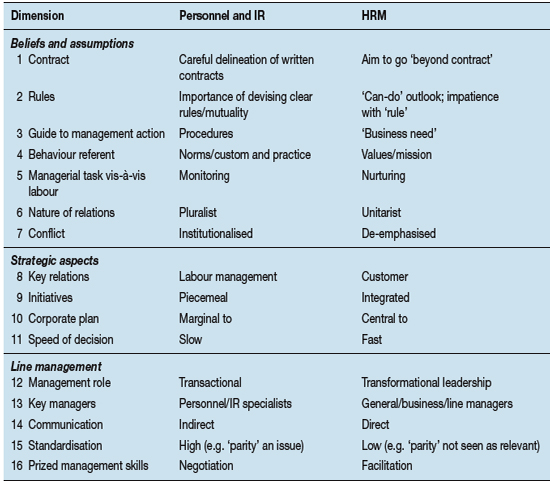 Dimension Personnel and IR HRM
Beliefs and assumptions
1 Contract Careful delineation of written Aim to go ‘beyond contract’
contracts
2 Rules Importance of devising clear ‘Can-do’ outlook; impatience
rules/mutuality with ‘rule’
3 Guide to management action Procedures ‘Business need’
4 Behaviour referent Norms/custom and practice Values/mission
5 Managerial task vis-à-vis Monitoring Nurturing
labour
6 Nature of relations Pluralist Unitarist
7 Conflict Institutionalised De-emphasised
Strategic aspects
8 Key relations Labour management Customer
9 Initiatives Piecemeal Integrated
10 Corporate plan Marginal to Central to
11 Speed of decision Slow Fast
Line management
12 Management role Transactional Transformational leadership
13 Key managers Personnel/IR specialists General/business/line managers
14 Communication Indirect Direct
15 Standardisation High (e.g. ‘parity’ an issue) Low (e.g. ‘parity’ not seen as relevant)
16 Prized management skills Negotiation Facilitation